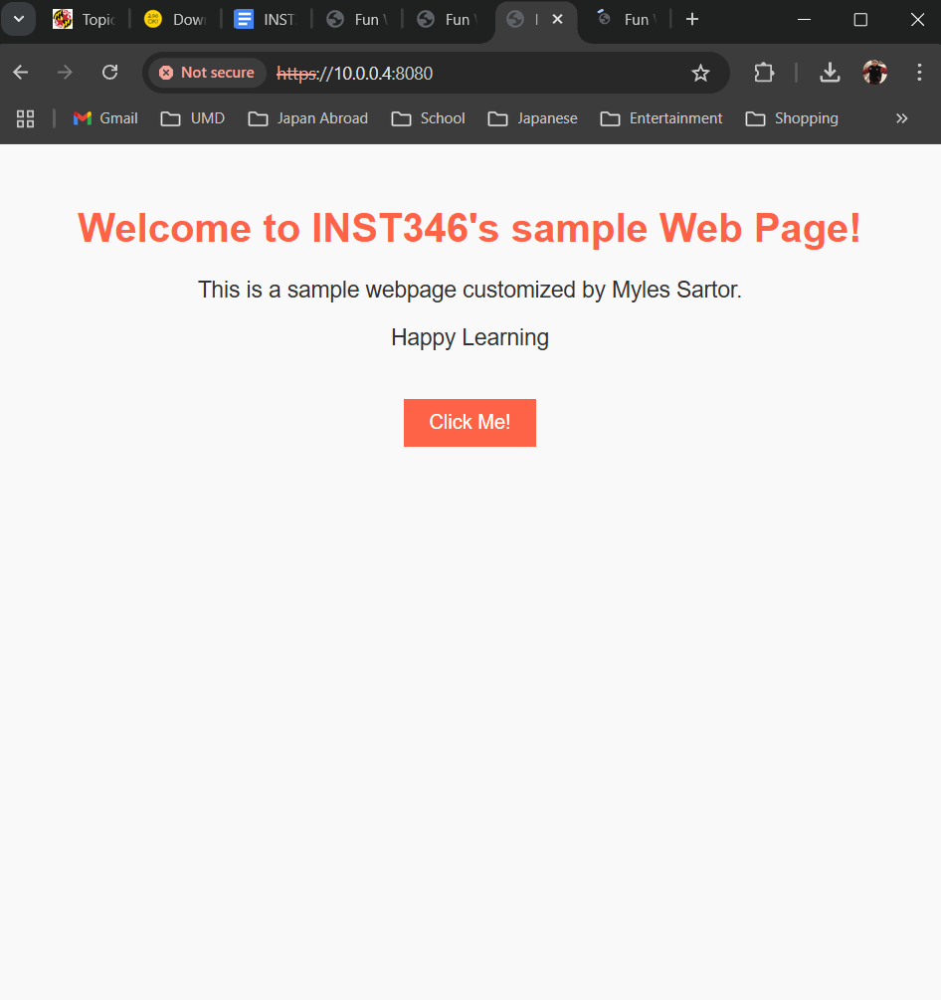 Topic
Dow
INST
Fun
Fun
Fun
Not secure
https://10.0.0.4:8080
Gmail
UMD
Japan Abroad
School
Japanese
Entertainment
Shopping
Welcome to INST346's sample Web Page!
This is a sample webpage customized by Myles Sartor.
Happy Learning
Click Me!